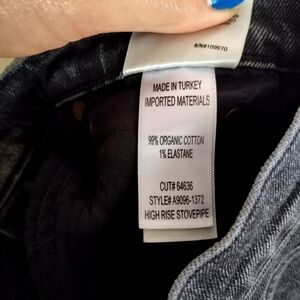 R/N#109670
MADE IN TURKEY
IMPORTED MATERIALS
99% ORGANIC COTTON
1% ELASTANE
CUT# 64636
STYLE# A9096-1372
HIGH RISE STOVEPIPE